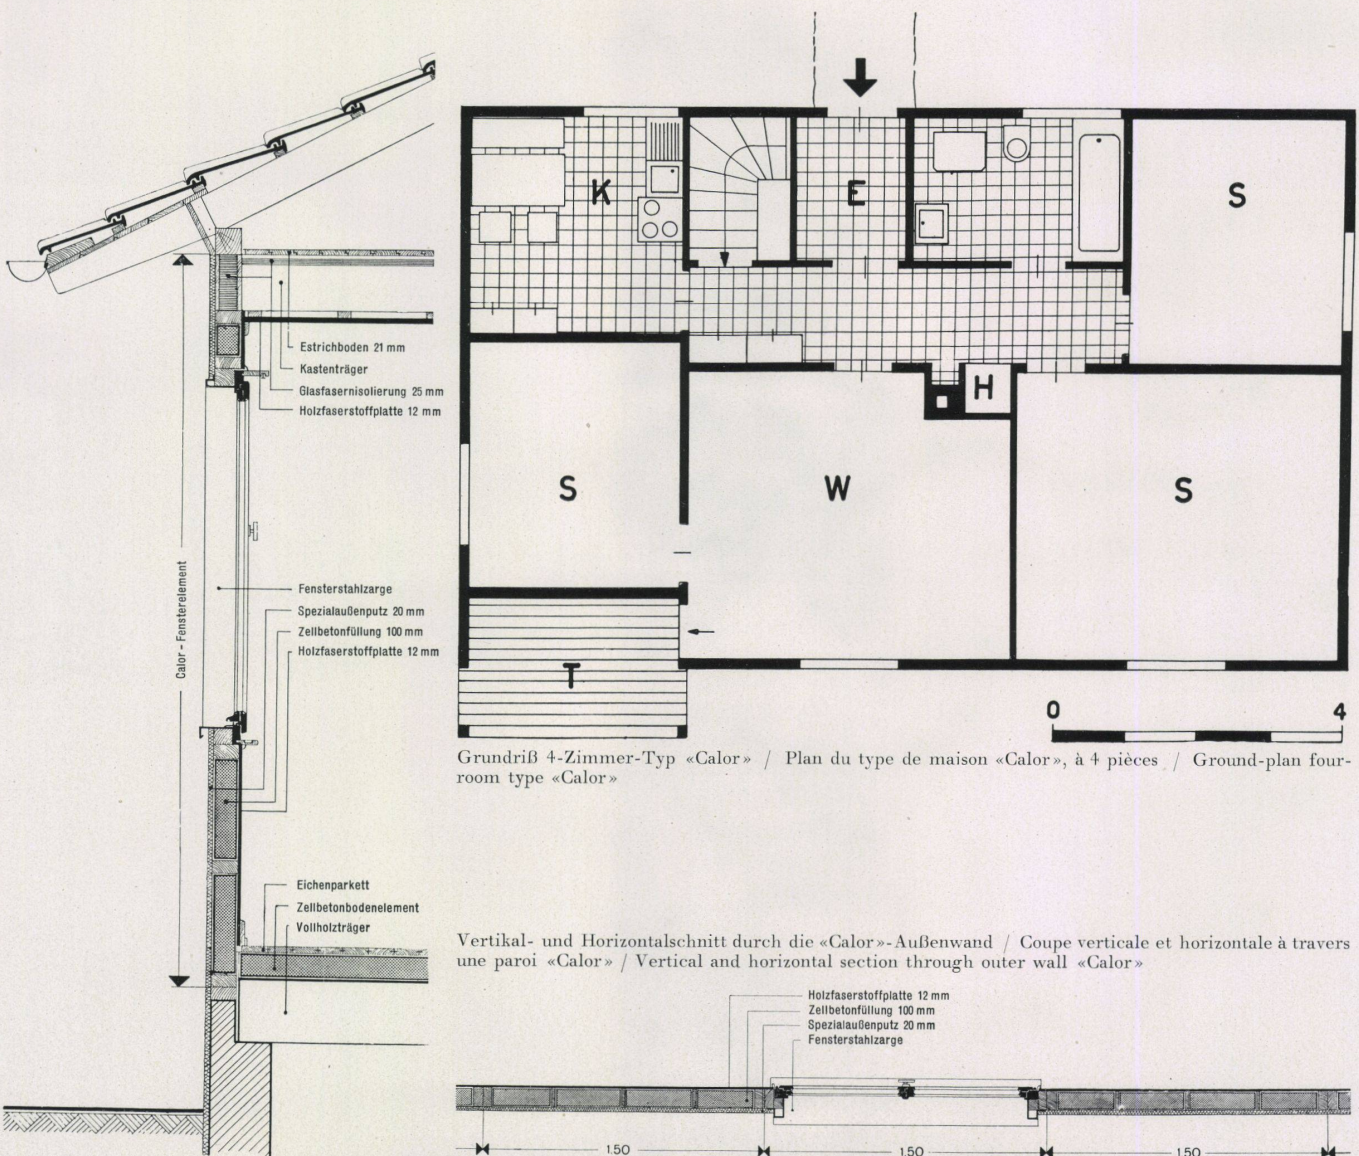 Estrichboden 21 mm
Kastenträger
Glasfasernisolierung 25 mm
Holzfaserstoffplatte 12 mm
Calor - Fensterelement
Fensterstahlzarge
Spezialaußenputz 20 mm
Zellbetonfüllung 100 mm
Holzfaserstoffplatte 12 mm
Eichenparkett
Zellbetonbodenelement
Vollholzträger
K
E
S
H
S
W
S
T
0 4
Grundriß 4-Zimmer-Typ «Calor» / Plan du type de maison «Calor», à 4 pièces / Ground-plan four-
room type «Calor»
Vertikal- und Horizontalschnitt durch die «Calor»-Außenwand / Coupe verticale et horizontale à travers
une paroi «Calor» / Vertical and horizontal section through outer wall «Calor»
Holzfaserstoffplatte 12 mm
Zellbetonfüllung 100 mm
Spezialaußenputz 20 mm
Fensterstahlzarge
1.50 1.50 1.50